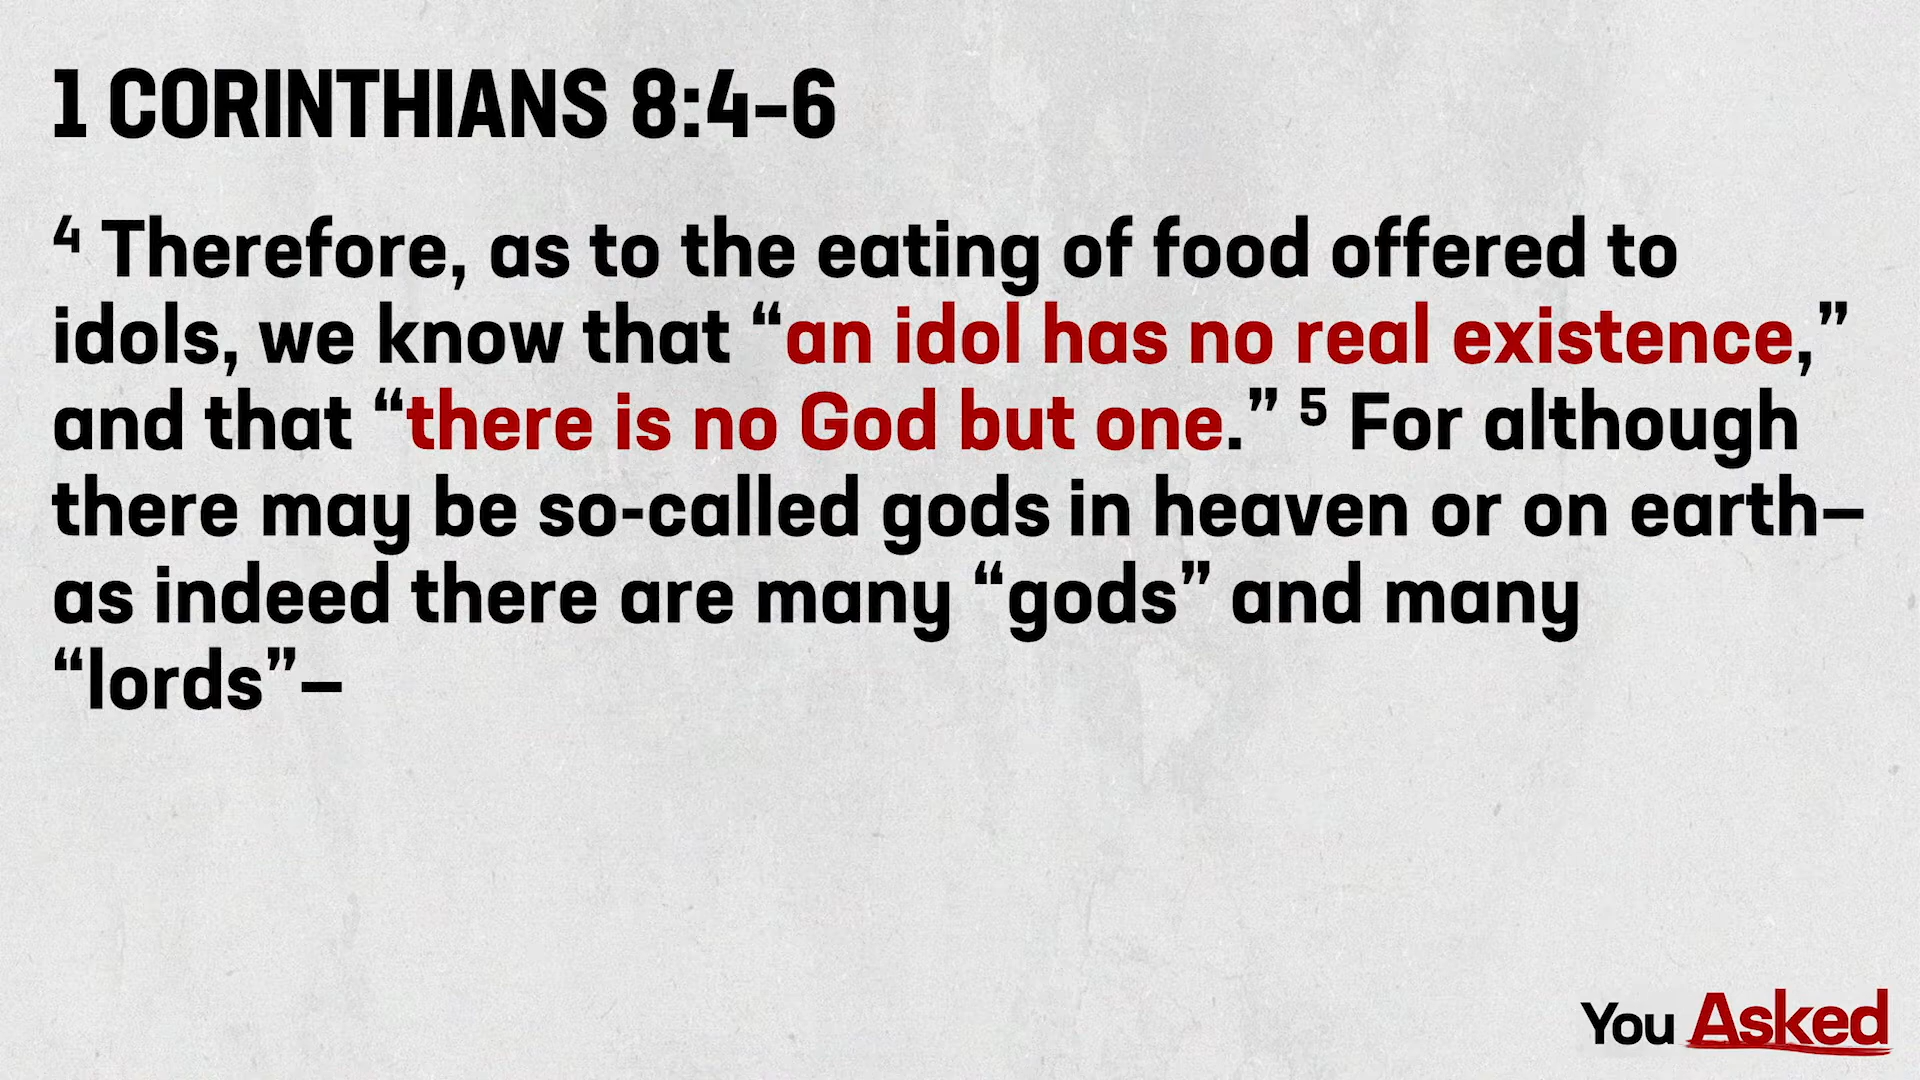 1 CORINTHIANS 8:4–6
⁴ Therefore, as to the eating of food offered to
idols, we know that “an idol has no real existence,”
and that “there is no God but one.” ⁵ For although
there may be so-called gods in heaven or on earth—
as indeed there are many “gods” and many
“lords”—
You Asked